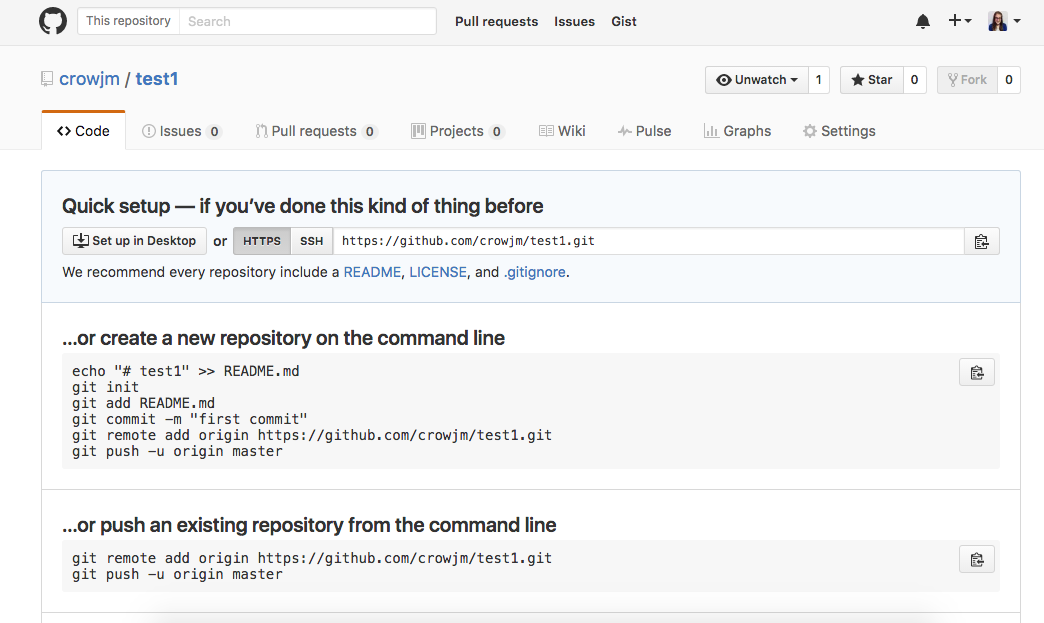 This repository Search Pull requests Issues Gist
crowjm / test1 Unwatch 1 Star 0 Fork 0
Code Issues 0 Pull requests 0 Projects 0 Wiki Pulse Graphs Settings
Quick setup — if you’ve done this kind of thing before
Set up in Desktop or HTTPS SSH https://github.com/crowjm/test1.git
We recommend every repository include a README, LICENSE, and .gitignore.
…or create a new repository on the command line
echo "# test1" >> README.md
git init
git add README.md
git commit -m "first commit"
git remote add origin https://github.com/crowjm/test1.git
git push -u origin master
…or push an existing repository from the command line
git remote add origin https://github.com/crowjm/test1.git
git push -u origin master